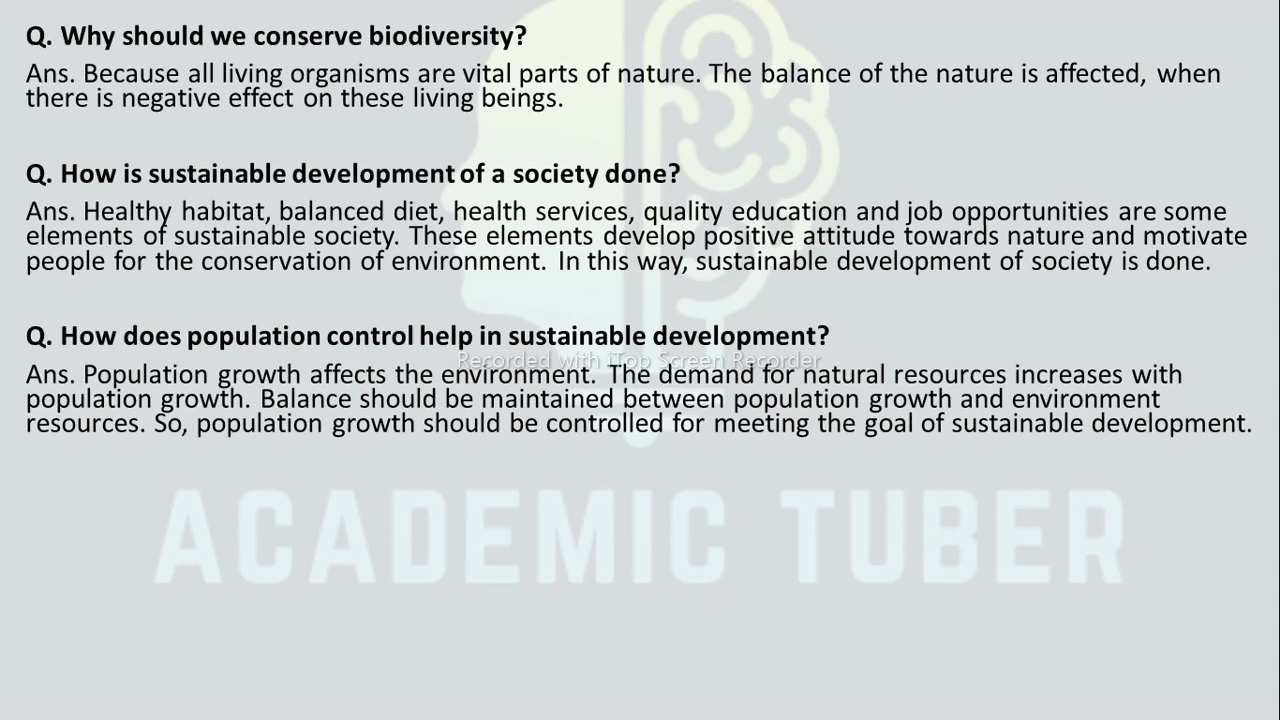 Q. Why should we conserve biodiversity?
Ans. Because all living organisms are vital parts of nature. The balance of the nature is affected, when
there is negative effect on these living beings.
Q. How is sustainable development of a society done?
Ans. Healthy habitat, balanced diet, health services, quality education and job opportunities are some
elements of sustainable society. These elements develop positive attitude towards nature and motivate
people for the conservation of environment. In this way, sustainable development of society is done.
Q. How does population control help in sustainable development?
Recorded with iTop Screen Recorder
Ans. Population growth affects the environment. The demand for natural resources increases with
population growth. Balance should be maintained between population growth and environment
resources. So, population growth should be controlled for meeting the goal of sustainable development.
ACADEMIC TUBER